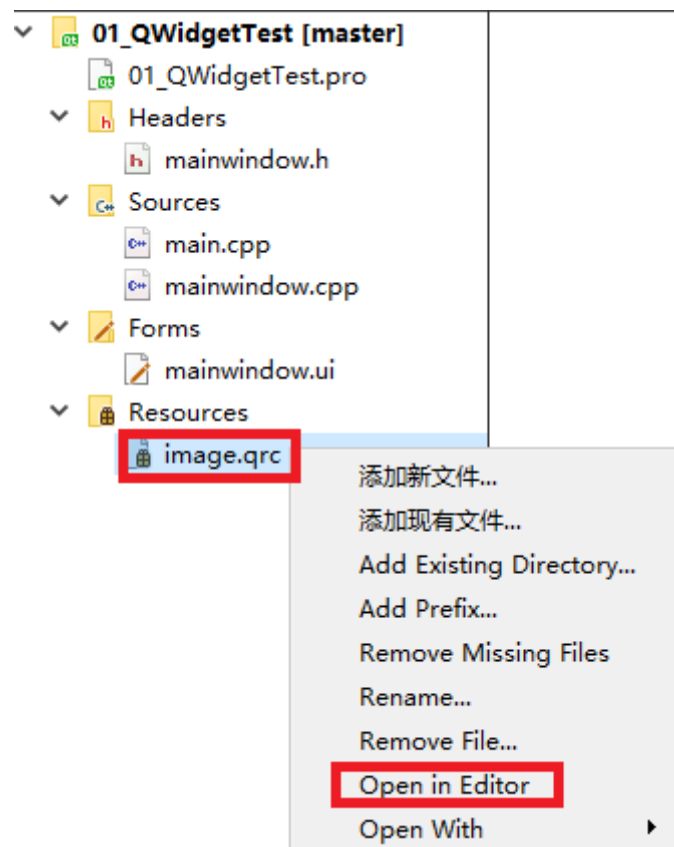 01_QWidgetTest [master]
01_QWidgetTest.pro
Headers
mainwindow.h
Sources
main.cpp
mainwindow.cpp
Forms
mainwindow.ui
Resources
image.qrc
添加新文件...
添加现有文件...
Add Existing Directory...
Add Prefix...
Remove Missing Files
Rename...
Remove File...
Open in Editor
Open With